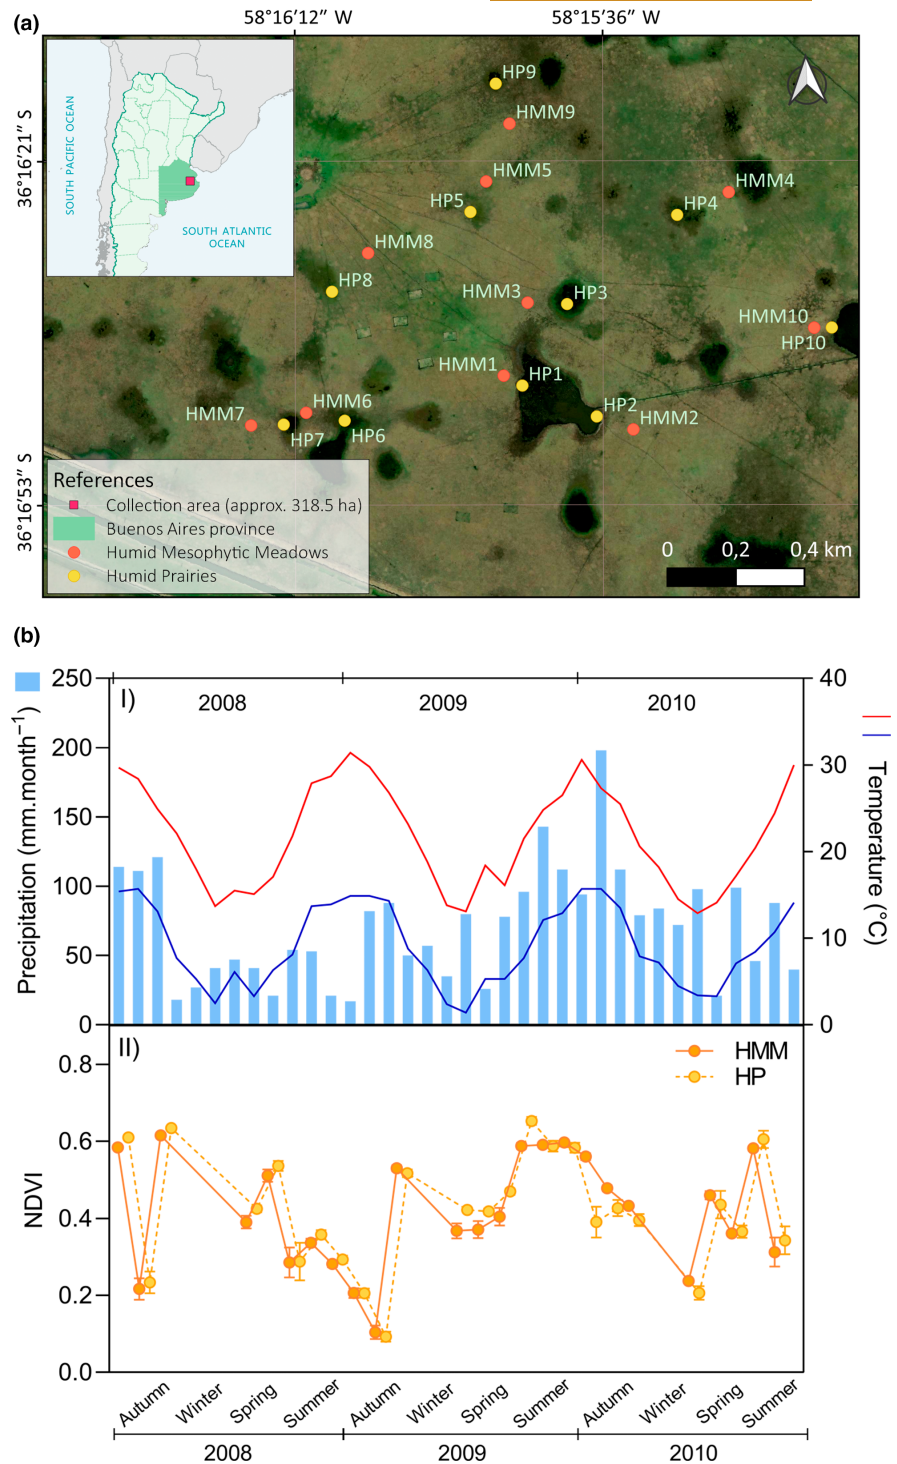 (a)
58°16′12″ W
58°15′36″ W
36°16′21″ S
36°16′53″ S
SOUTH PACIFIC OCEAN
SOUTH ATLANTIC
OCEAN
HP9
HMM9
HMM5
HP5
HMM4
HP4
HMM8
HP8
HMM3
HP3
HMM10
HP10
HMM1
HP1
HMM7
HMM6
HP7
HP6
HP2
HMM2
References
Collection area (approx. 318.5 ha)
Buenos Aires province
Humid Mesophytic Meadows
Humid Prairies
0 0,2 0,4 km
(b)
I)
2008 2009 2010
Precipitation (mm.month−1)
250
200
150
100
50
0
Temperature (°C)
40
30
20
10
0
II)
HMM
HP
NDVI
0.8
0.6
0.4
0.2
0.0
Autumn Winter Spring Summer Autumn Winter Spring Summer Autumn Winter Spring Summer
2008 2009 2010